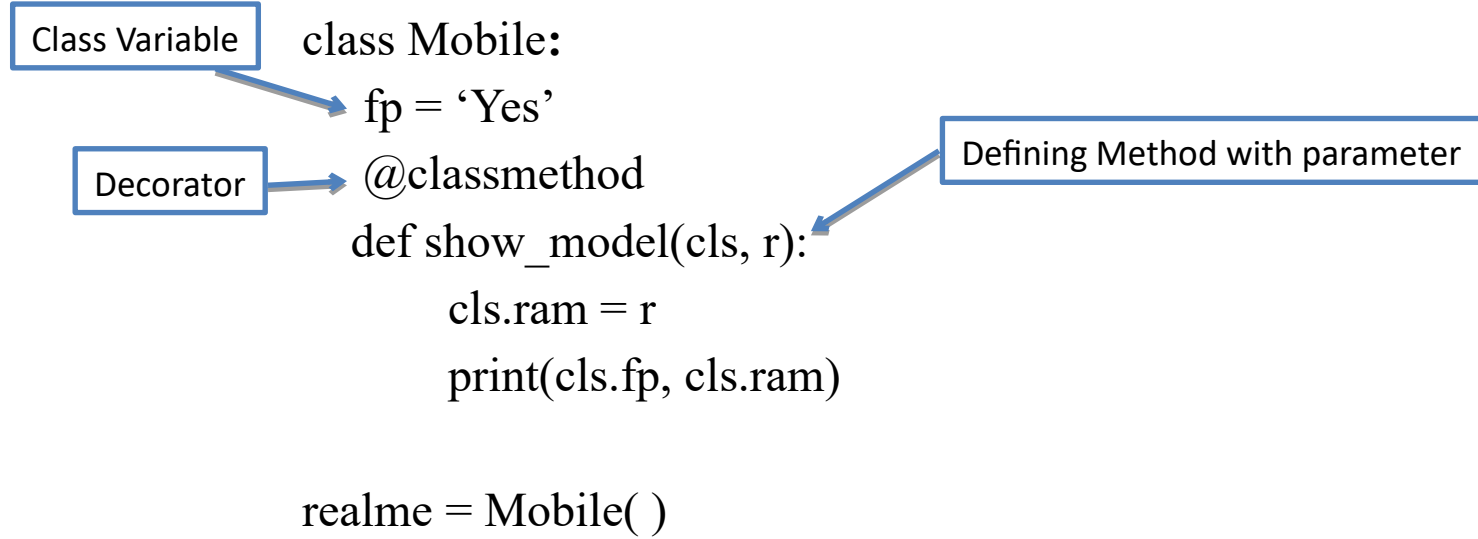 Class Variable
class Mobile:
fp = ‘Yes’
Decorator
@classmethod
Defining Method with parameter
def show_model(cls, r):
cls.ram = r
print(cls.fp, cls.ram)
realme = Mobile( )